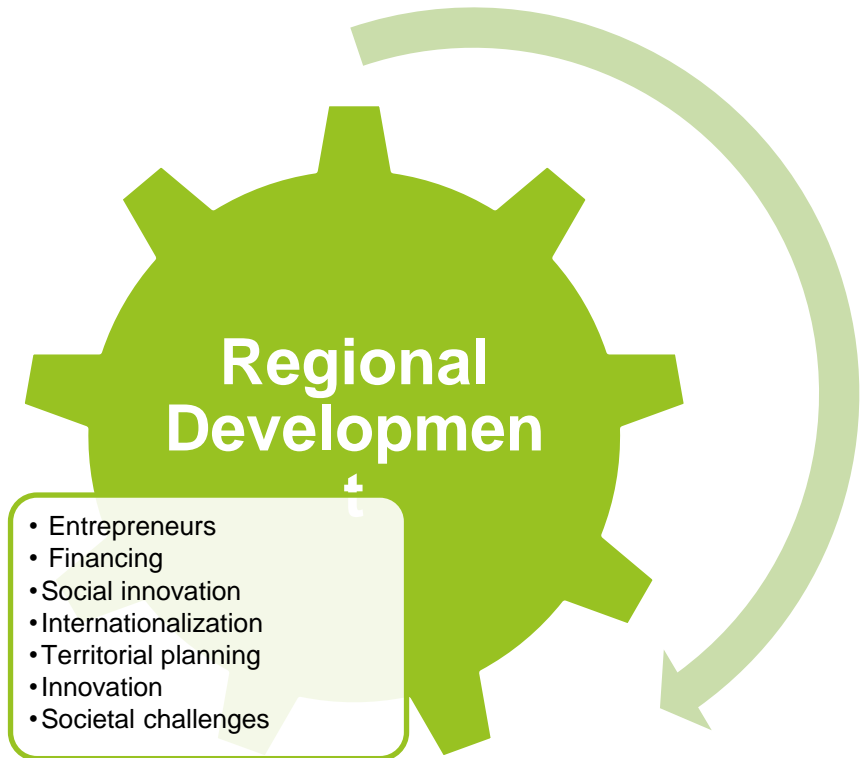 Regional
Developmen
t
• Entrepreneurs
• Financing
•Social innovation
•Internationalization
•Territorial planning
•Innovation
•Societal challenges